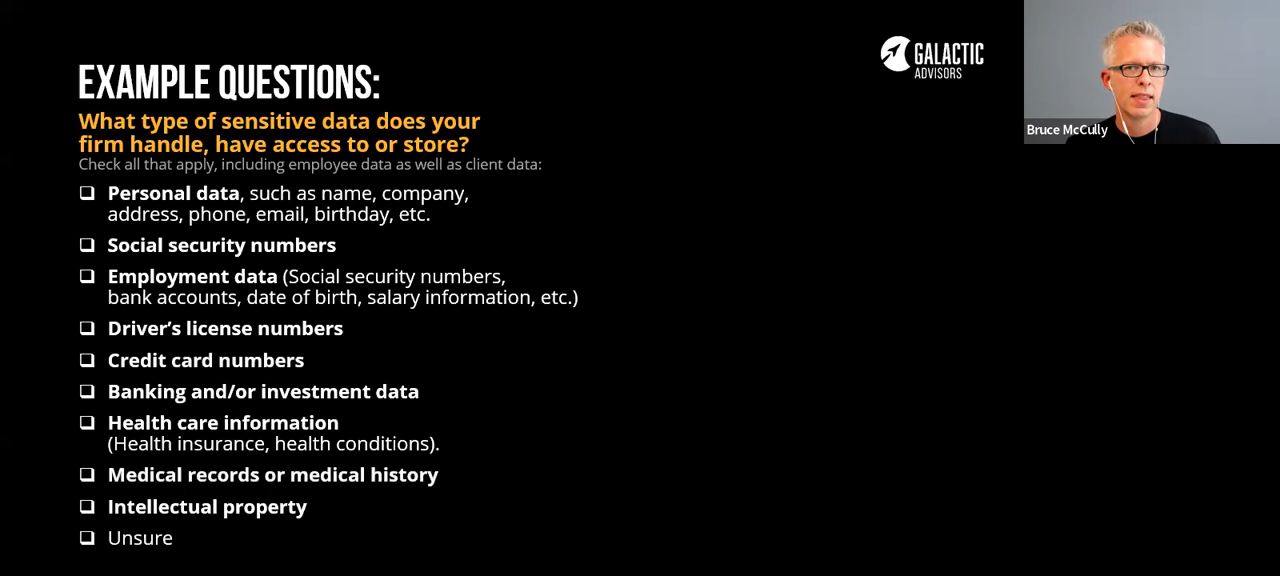 EXAMPLE QUESTIONS:
What type of sensitive data does your
firm handle, have access to or store?
Check all that apply, including employee data as well as client data:
Personal data, such as name, company,
address, phone, email, birthday, etc.
Social security numbers
Employment data (Social security numbers,
bank accounts, date of birth, salary information, etc.)
Driver’s license numbers
Credit card numbers
Banking and/or investment data
Health care information
(Health insurance, health conditions).
Medical records or medical history
Intellectual property
Unsure
GALACTIC
ADVISORS
Bruce McCully